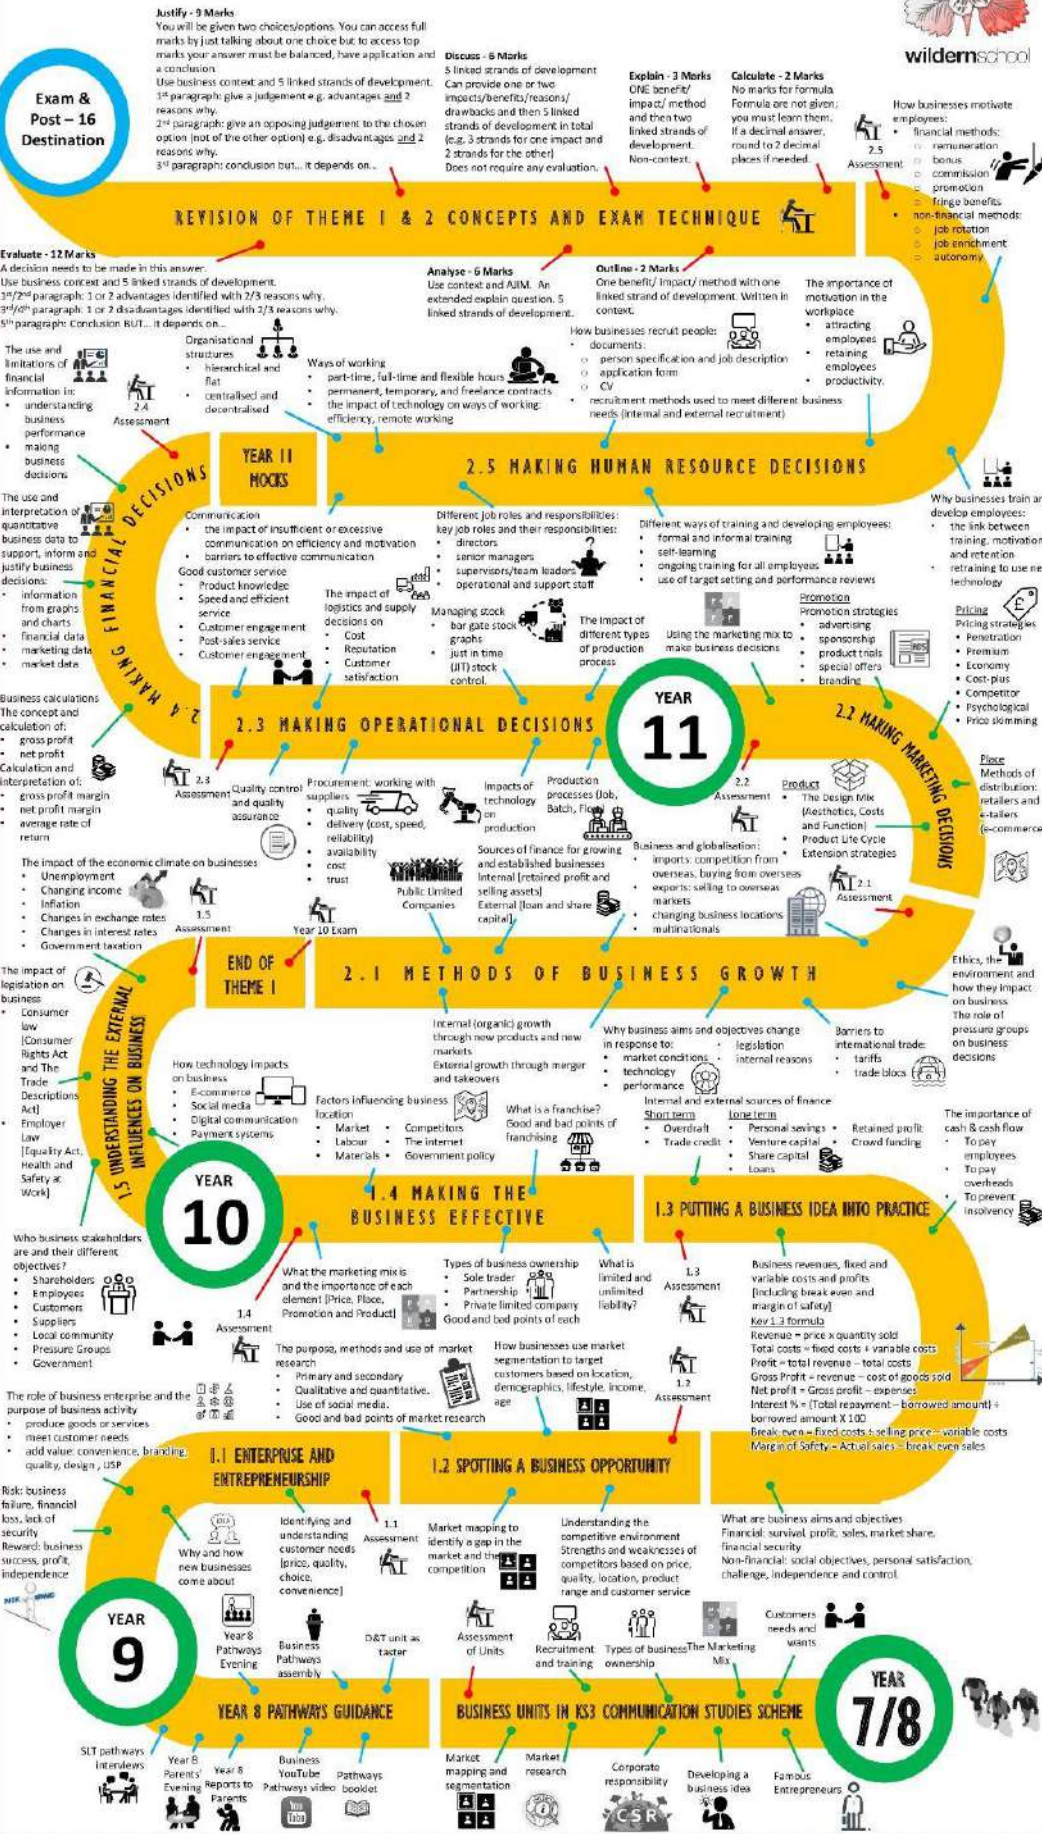 Justify - 9 Marks
You will be given two choices/options. You can access full
marks by just talking about one choice but to access top
marks your answer must be balanced, have application and
a conclusion.
Use business context and 5 linked strands of development.
1st paragraph: give a judgement e.g. advantages and 2
reasons why.
2nd paragraph: give an opposing judgement to the chosen
option (not of the other option) e.g. disadvantages and 2
reasons why.
3rd paragraph: conclusion but... it depends on...
Discuss - 6 Marks
5 linked strands of development
Can provide one or two
impacts/benefits/reasons/
drawbacks and then 5 linked
strands of development in total
(e.g. 3 strands for one impact and
2 strands for the other)
Does not require any evaluation.
Explain - 3 Marks
ONE benefit/
impact/ method
and then two
linked strands of
development.
Non-context.
Calculate - 2 Marks
No marks for formula
Formula are not given;
you must learn them.
If a decimal answer,
round to 2 decimal
places if needed.
wildernschool
Exam &
Post – 16
Destination
2.5
Assessment
How businesses motivate
employees:
• financial methods:
○ remuneration
○ bonus
○ commission
○ promotion
○ fringe benefits
• non-financial methods:
○ job rotation
○ job enrichment
○ autonomy
REVISION OF THEME 1 & 2 CONCEPTS AND EXAM TECHNIQUE
Evaluate - 12 Marks
A decision needs to be made in this answer.
Use business context and 5 linked strands of development.
1st/2nd paragraph: 1 or 2 advantages identified with 2/3 reasons why.
3rd/4th paragraph: 1 or 2 disadvantages identified with 2/3 reasons why.
5th paragraph: Conclusion BUT... it depends on...
Analyse - 6 Marks
Use context and AJIM. An
extended explain question. 5
linked strands of development.
Outline - 2 Marks
One benefit/ impact/ method with one
linked strand of development. Written in
context.
The importance of
motivation in the
workplace
• attracting
employees
• retaining
employees
• productivity.
How businesses recruit people:
• documents:
○ person specification and job description
○ application form
○ CV
• recruitment methods used to meet different business
needs (internal and external recruitment)
Organisational
structures
• hierarchical and
flat
• centralised and
decentralised
Ways of working
• part-time, full-time and flexible hours
• permanent, temporary, and freelance contracts
• the impact of technology on ways of working:
efficiency, remote working
The use and
limitations of
financial
information in:
• understanding
business
performance
• making
business
decisions
2.4
Assessment
YEAR 11
MOCKS
2.5 MAKING HUMAN RESOURCE DECISIONS
2.4 MAKING FINANCIAL DECISIONS
The use and
interpretation of
quantitative
business data to
support, inform and
justify business
decisions:
• information
from graphs
and charts
• financial data
• marketing data
• market data
Communication
• the impact of insufficient or excessive
communication on efficiency and motivation
• barriers to effective communication
Good customer service
• Product knowledge
• Speed and efficient
service
• Customer engagement
• Post-sales service
• Customer engagement
The impact of
logistics and supply
decisions on
• Cost
• Reputation
• Customer
satisfaction
Different job roles and responsibilities:
key job roles and their responsibilities:
• directors
• senior managers
• supervisors/team leaders
• operational and support staff
Managing stock
• bar gate stock
graphs
• just in time
(JIT) stock
control.
The impact of
different types
of production
process
Different ways of training and developing employees:
• formal and informal training
• self-learning
• ongoing training for all employees
• use of target setting and performance reviews
Using the marketing mix to
make business decisions
Promotion
Promotion strategies
• advertising
• sponsorship
• product trials
• special offers
• branding
Why businesses train an
develop employees:
• the link between
training, motivation
and retention
• retraining to use ne
technology
Pricing
Pricing strategies
• Penetration
• Premium
• Economy
• Cost-plus
• Competitor
• Psychological
• Price skimming
Business calculations
The concept and
calculation of:
• gross profit
• net profit
Calculation and
interpretation of:
• gross profit margin
• net profit margin
• average rate of
return
2.3 MAKING OPERATIONAL DECISIONS
YEAR
11
2.2 MAKING MARKETING DECISIONS
2.3
Assessment
Quality control
and quality
assurance
Procurement: working with
suppliers
• quality
• delivery (cost, speed,
reliability)
• availability
• cost
• trust
Impacts of
technology
on
production
Production
processes (Job,
Batch, Flow)
2.2
Assessment
Product
• The Design Mix
(Aesthetics, Costs
and Function)
• Product Life Cycle
• Extension strategies
Place
Methods of
distribution:
retailers and
e-tailers
(e-commerce
2.1
Assessment
The impact of the economic climate on businesses
• Unemployment
• Changing income
• Inflation
• Changes in exchange rates
• Changes in interest rates
• Government taxation
1.5
Assessment
Year 10 Exam
Public Limited
Companies
Sources of finance for growing
and established businesses
Internal [retained profit and
selling assets]
External [loan and share
capital]
Business and globalisation:
• imports: competition from
overseas, buying from overseas
• exports: selling to overseas
markets
• changing business locations
• multinationals
END OF
THEME 1
2.1 METHODS OF BUSINESS GROWTH
Ethics, the
environment and
how they impact
on business
The role of
pressure groups
on business
decisions
The impact of
legislation on
business
• Consumer
law
[Consumer
Rights Act
and The
Trade
Descriptions
Act]
• Employer
Law
[Equality Act,
Health and
Safety at
Work]
1.5 UNDERSTANDING THE EXTERNAL
INFLUENCES ON BUSINESS
How technology impacts
on business
• E-commerce
• Social media
• Digital communication
• Payment systems
Internal (organic) growth
through new products and new
markets
External growth through merger
and takeovers
Why business aims and objectives change
in response to:
• market conditions
• technology
• performance
• legislation
• internal reasons
Barriers to
international trade:
• tariffs
• trade blocs
Factors influencing business
location
• Market
• Labour
• Materials
• Competitors
• The internet
• Government policy
What is a franchise?
Good and bad points of
franchising
Internal and external sources of finance
Short term
• Overdraft
• Trade credit
Long term
• Personal savings
• Venture capital
• Share capital
• Loans
• Retained profit
• Crowd funding
The importance of
cash & cash flow
• To pay
employees
• To pay
overheads
• To prevent
insolvency
YEAR
10
1.4 MAKING THE
BUSINESS EFFECTIVE
1.3 PUTTING A BUSINESS IDEA INTO PRACTICE
Who business stakeholders
are and their different
objectives?
• Shareholders
• Employees
• Customers
• Suppliers
• Local community
• Pressure Groups
• Government
1.4
Assessment
What the marketing mix is
and the importance of each
element [Price, Place,
Promotion and Product]
Types of business ownership
• Sole trader
• Partnership
• Private limited company
Good and bad points of each
What is
limited and
unlimited
liability?
1.3
Assessment
Business revenues, fixed and
variable costs and profits
[including break even and
margin of safety]
Key 1.3 formula
Revenue = price x quantity sold
Total costs = fixed costs + variable costs
Profit = total revenue – total costs
Gross Profit = revenue – cost of goods sold
Net profit = Gross profit – expenses
Interest % = (Total repayment – borrowed amount) ÷
borrowed amount X 100
Break-even = fixed costs ÷ selling price – variable costs
Margin of Safety = Actual sales – break even sales
The purpose, methods and use of market
research
• Primary and secondary
• Qualitative and quantitative.
• Use of social media.
• Good and bad points of market research
How businesses use market
segmentation to target
customers based on location,
demographics, lifestyle, income,
age
1.2
Assessment
The role of business enterprise and the
purpose of business activity
• produce goods or services
• meet customer needs
• add value: convenience, branding,
quality, design , USP
1.1 ENTERPRISE AND
ENTREPRENEURSHIP
1.2 SPOTTING A BUSINESS OPPORTUNITY
Risk: business
failure, financial
loss, lack of
security
Reward: business
success, profit,
independence
Why and how
new businesses
come about
Identifying and
understanding
customer needs
[price, quality,
choice,
convenience]
1.1
Assessment
Market mapping to
identify a gap in the
market and the
competition
Understanding the
competitive environment
Strengths and weaknesses of
competitors based on price,
quality, location, product
range and customer service
What are business aims and objectives
Financial: survival, profit, sales, market share,
financial security
Non-financial: social objectives, personal satisfaction,
challenge, independence and control.
YEAR
9
Year 8
Pathways
Evening
Business
Pathways
assembly
D&T unit as
taster
Assessment
of Units
Recruitment
and training
Types of business
ownership
The Marketing
Mix
Customers
needs and
wants
YEAR 8 PATHWAYS GUIDANCE
BUSINESS UNITS IN KS3 COMMUNICATION STUDIES SCHEME
YEAR
7/8
SLT pathways
interviews
Year 8
Parents'
Evening
Year 8
Reports to
Parents
Business
YouTube
Pathways video
You
Tube
Pathways
booklet
Market
mapping and
segmentation
Market
research
Corporate
responsibility
CSR
Developing a
business idea
Famous
Entrepreneurs